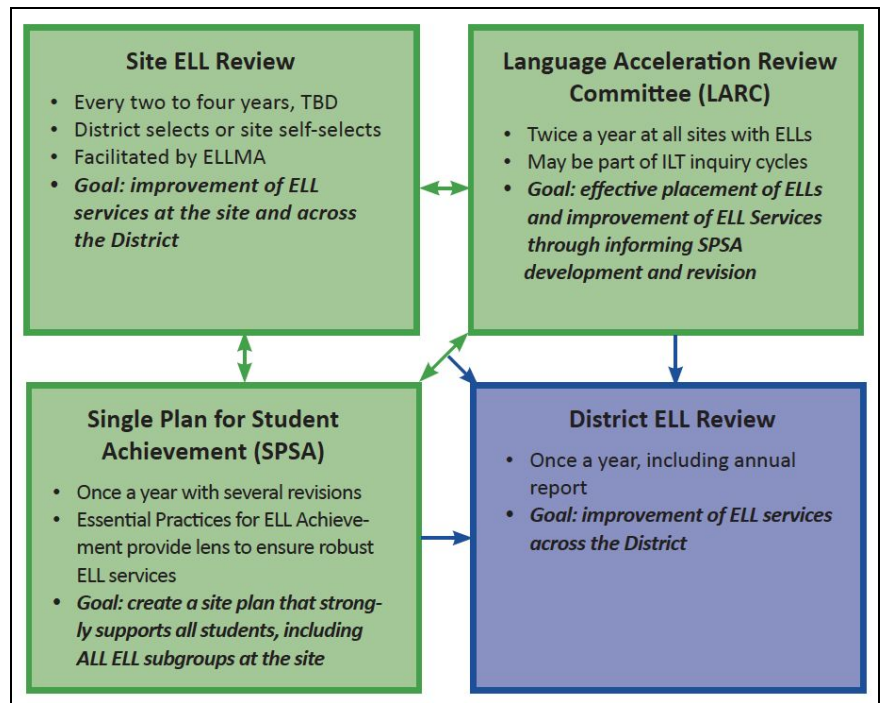 Site ELL Review
• Every two to four years, TBD
• District selects or site self-selects
• Facilitated by ELLMA
• Goal: improvement of ELL
services at the site and across
the District
Language Acceleration Review
Committee (LARC)
• Twice a year at all sites with ELLs
• May be part of ILT inquiry cycles
• Goal: effective placement of ELLs
and improvement of ELL Services
through informing SPSA
development and revision
Single Plan for Student
Achievement (SPSA)
• Once a year with several revisions
• Essential Practices for ELL Achieve-
ment provide lens to ensure robust
ELL services
• Goal: create a site plan that strong-
ly supports all students, including
ALL ELL subgroups at the site
District ELL Review
• Once a year, including annual
report
• Goal: improvement of ELL services
across the District